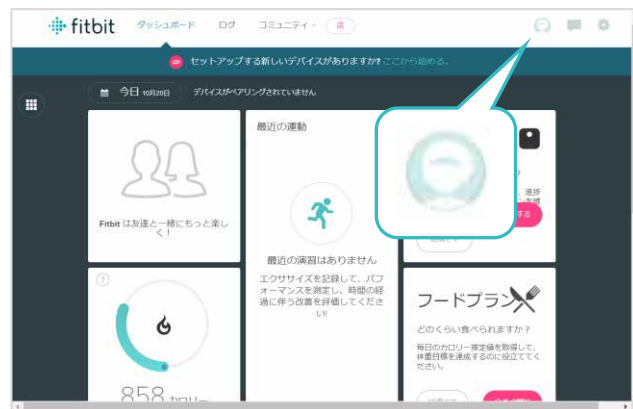 fitbit ダッシュボード ログ コミュニティ 店
セットアップする新しいデバイスがありますか? ここから始める。
今日 10月20日 デバイスがペアリングされていません
最近の運動
Fitbit は友達と一緒にもっと楽し
く!
最近の演習はありません
エクササイズを記録して、パフ
ォーマンスを測定し、時間の経
過に伴う改善を評価してくださ
い!
?
858 カロリー
フードプラン
どのくらい食べられますか?
毎日のカロリー推定値を取得して、
体重目標を達成するのに役立ててく
ださい。